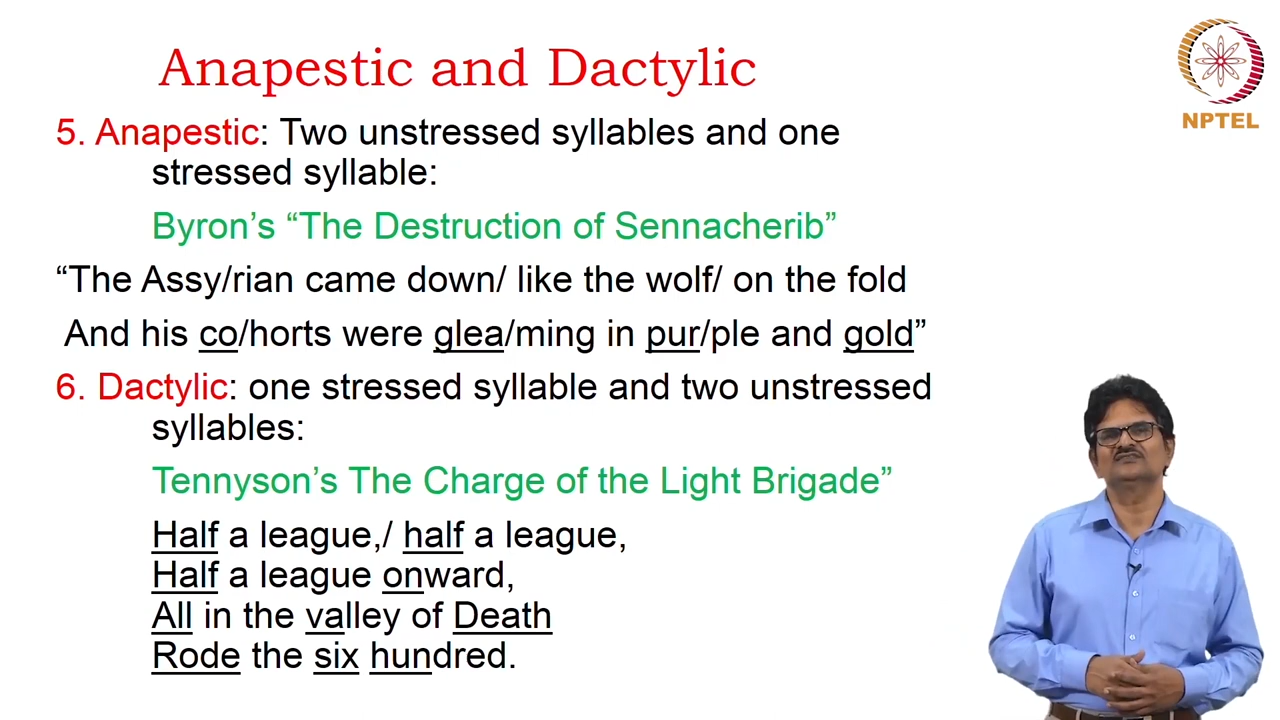 Anapestic and Dactylic
NPTEL
5. Anapestic: Two unstressed syllables and one
stressed syllable:
Byron’s “The Destruction of Sennacherib”
“The Assy/rian came down/ like the wolf/ on the fold
And his co/horts were glea/ming in pur/ple and gold”
6. Dactylic: one stressed syllable and two unstressed
syllables:
Tennyson’s The Charge of the Light Brigade”
Half a league,/ half a league,
Half a league onward,
All in the valley of Death
Rode the six hundred.